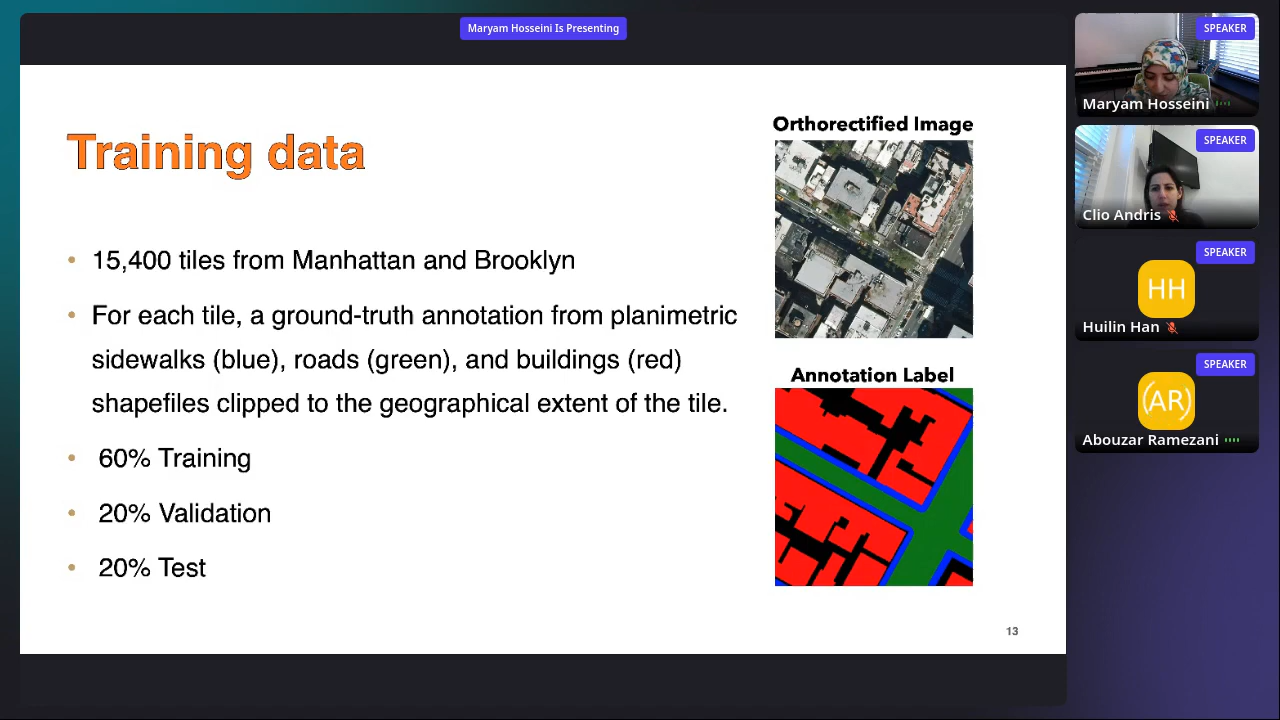 Maryam Hosseini Is Presenting
Training data
• 15,400 tiles from Manhattan and Brooklyn
• For each tile, a ground-truth annotation from planimetric
sidewalks (blue), roads (green), and buildings (red)
shapefiles clipped to the geographical extent of the tile.
• 60% Training
• 20% Validation
• 20% Test
Orthorectified Image
Annotation Label
13
SPEAKER
Maryam Hosseini
SPEAKER
Clio Andris
SPEAKER
HH
Huilin Han
SPEAKER
(AR)
Abouzar Ramezani